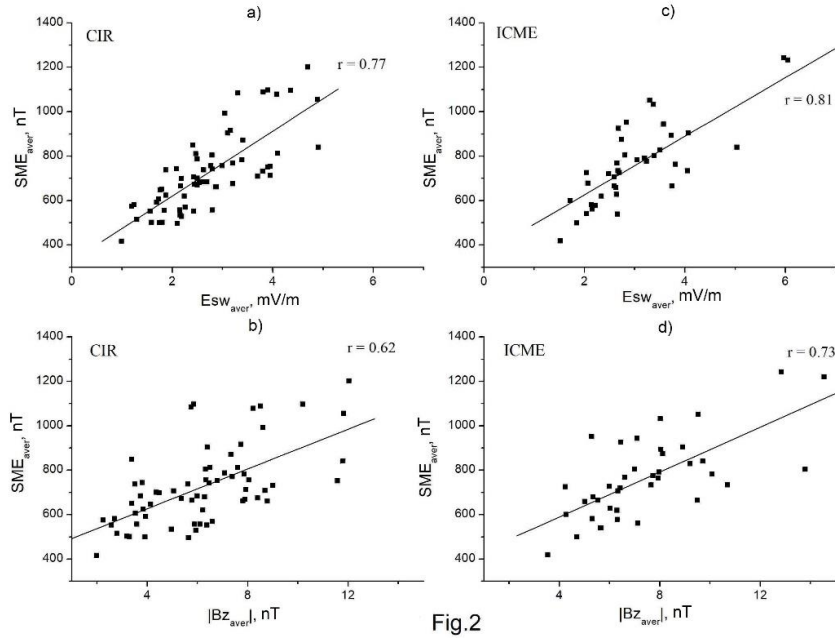 a)
CIR
r = 0.77
SMEaver, nT
1400
1200
1000
800
600
400
0
2
4
6
Eswaver, mV/m
c)
ICME
r = 0.81
SMEaver, nT
1400
1200
1000
800
600
400
0
2
4
6
Eswaver, mV/m
b)
CIR
r = 0.62
SMEaver, nT
1400
1200
1000
800
600
400
4
8
12
|Bzaver|, nT
d)
ICME
r = 0.73
SMEaver, nT
1400
1200
1000
800
600
400
4
8
12
|Bzaver|, nT
Fig.2